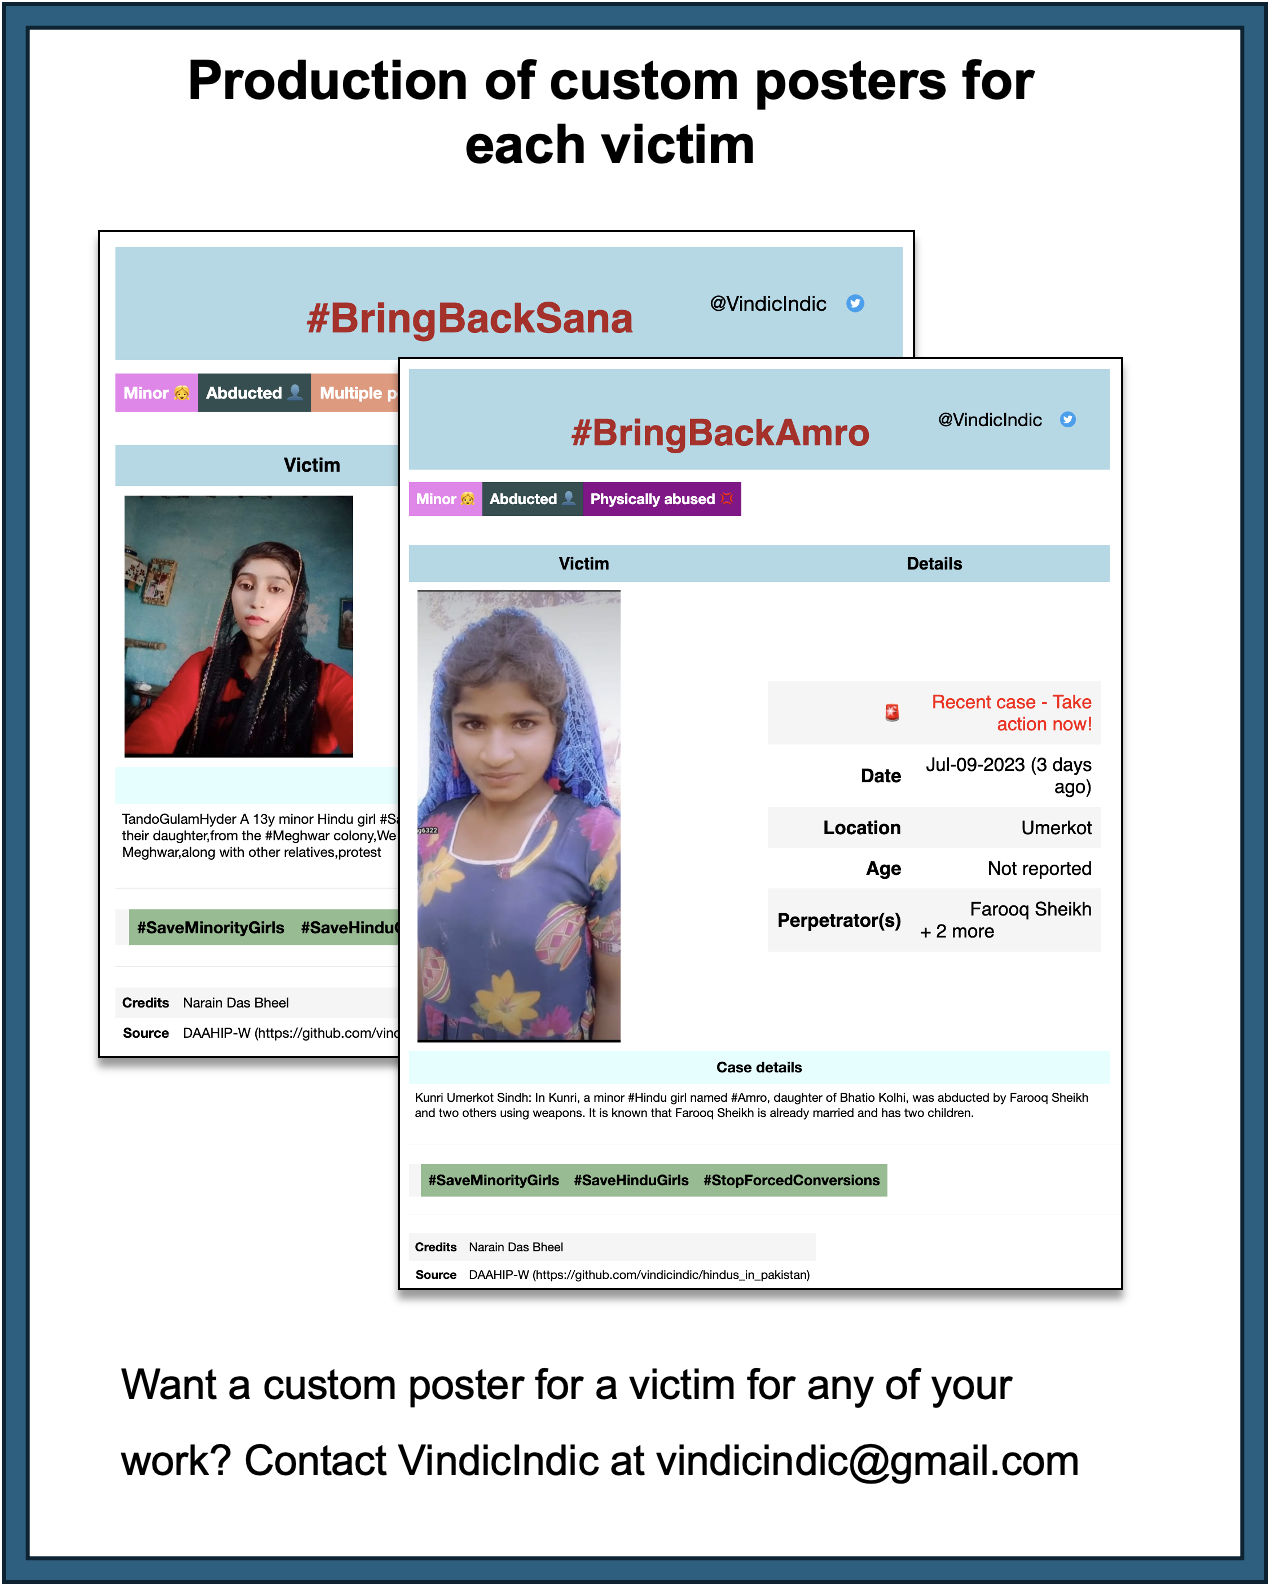 Production of custom posters for
each victim
#BringBackSana
@VindicIndic
Minor 👧 Abducted 👤 Multiple p
Victim
TandoGulamHyder A 13y minor Hindu girl #Sa
their daughter,from the #Meghwar colony,We
Meghwar,along with other relatives,protest
#SaveMinorityGirls #SaveHinduG
Credits Narain Das Bheel
Source DAAHIP-W (https://github.com/vindc
#BringBackAmro
@VindicIndic
Minor 👧 Abducted 👤 Physically abused 💢
Victim Details
🚨 Recent case - Take
action now!
Date Jul-09-2023 (3 days
ago)
Location Umerkot
Age Not reported
Perpetrator(s) Farooq Sheikh
+ 2 more
g6322
Case details
Kunri Umerkot Sindh: In Kunri, a minor #Hindu girl named #Amro, daughter of Bhatio Kolhi, was abducted by Farooq Sheikh
and two others using weapons. It is known that Farooq Sheikh is already married and has two children.
#SaveMinorityGirls #SaveHinduGirls #StopForcedConversions
Credits Narain Das Bheel
Source DAAHIP-W (https://github.com/vindicindic/hindus_in_pakistan)
Want a custom poster for a victim for any of your
work? Contact VindicIndic at vindicindic@gmail.com